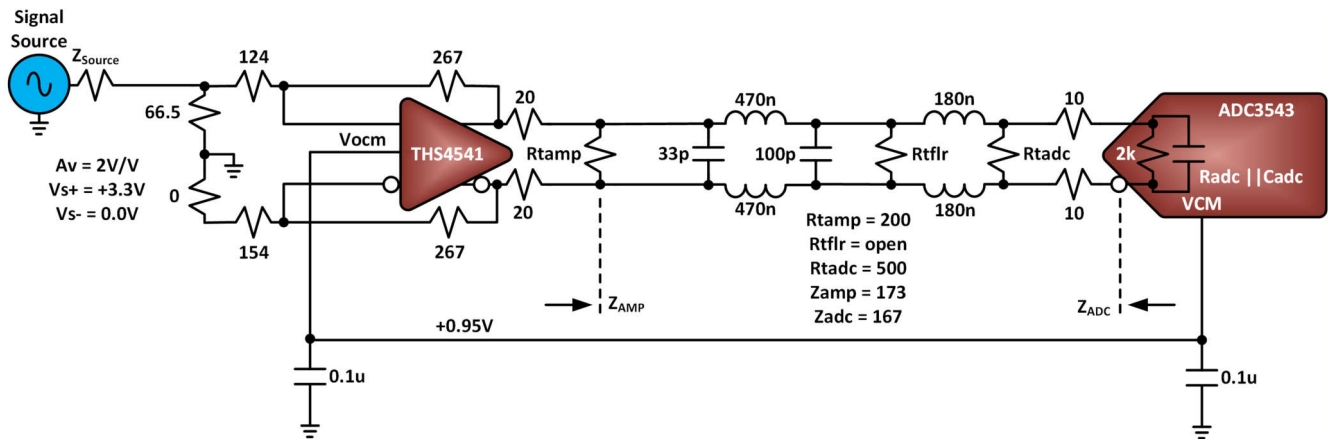 Signal
Source
ZSource
124
267
66.5
20
470n
180n
10
ADC3543
Vocm
THS4541
Rtamp
33p
100p
Rtflr
Rtadc
2k
Radc ||Cadc
VCM
Av = 2V/V
Vs+ = +3.3V
Vs- = 0.0V
0
154
267
20
470n
180n
10
Rtamp = 200
Rtflr = open
Rtadc = 500
Zamp = 173
Zadc = 167
ZAMP
ZADC
+0.95V
0.1u
0.1u